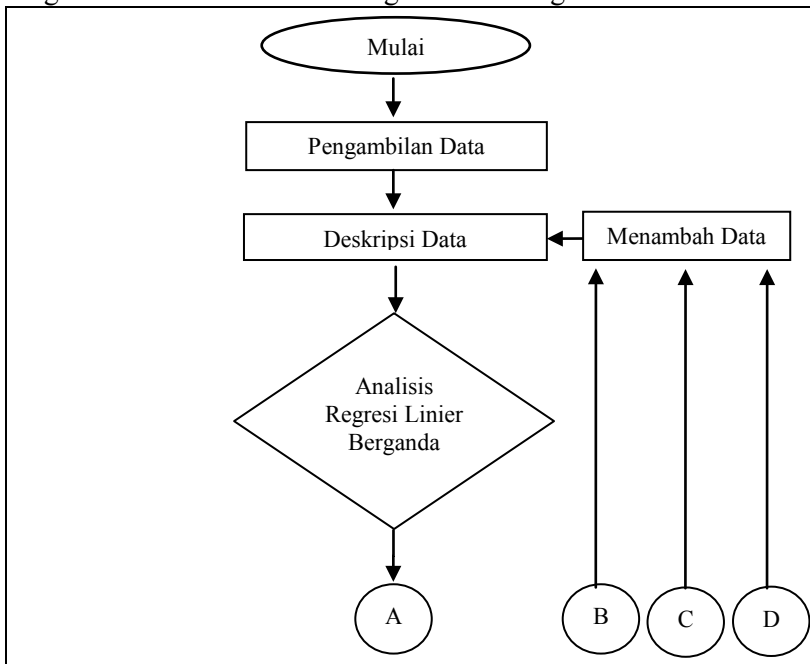 Mulai
Pengambilan Data
Deskripsi Data
Menambah Data
Analisis
Regresi Linier
Berganda
A
B
C
D